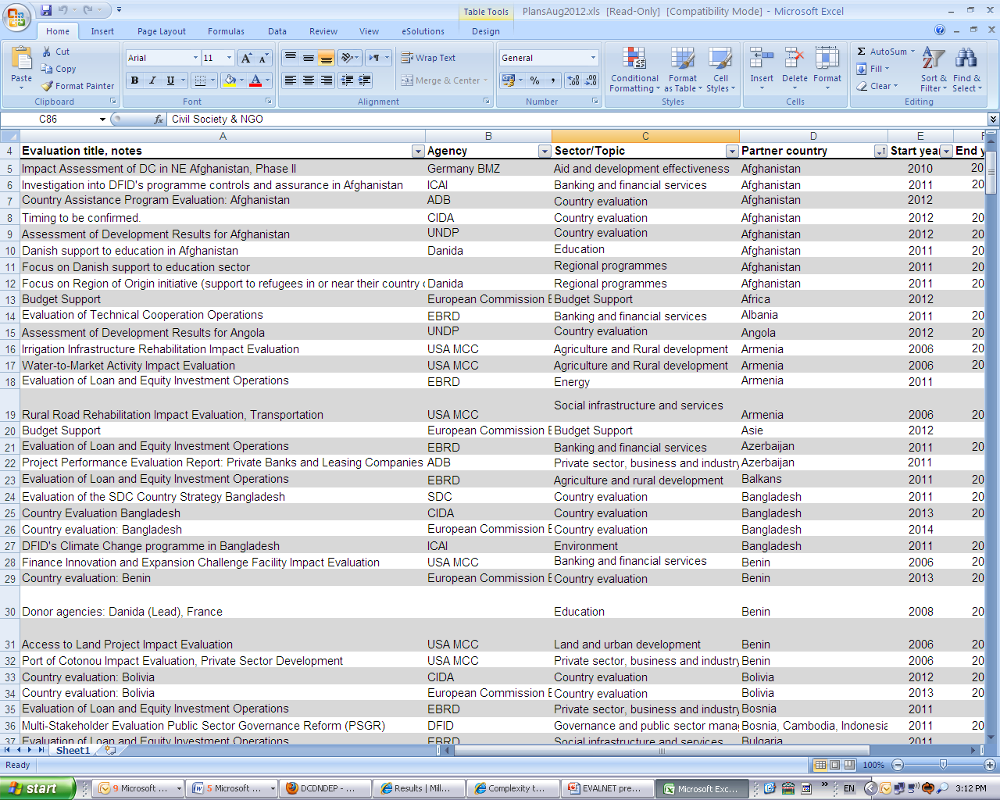 Table Tools PlansAug2012.xls [Read-Only] [Compatibility Mode] - Microsoft Excel
Home Insert Page Layout Formulas Data Review View eSolutions Design
Paste Cut Copy Format Painter Clipboard
Arial 11 B I U Font
Wrap Text Merge & Center Alignment
General % , Number
Conditional Formatting Format as Table Cell Styles Styles
Insert Delete Format Cells
AutoSum Fill Clear Sort & Filter Find & Select Editing
C86 fx Civil Society & NGO
A B C D E F
4 Evaluation title, notes Agency Sector/Topic Partner country Start yea End y
5 Impact Assessment of DC in NE Afghanistan, Phase II Germany BMZ Aid and development effectiveness Afghanistan 2010 20
6 Investigation into DFID's programme controls and assurance in Afghanistan ICAI Banking and financial services Afghanistan 2011 20
7 Country Assistance Program Evaluation: Afghanistan ADB Country evaluation Afghanistan 2012
8 Timing to be confirmed. CIDA Country evaluation Afghanistan 2012 20
9 Assessment of Development Results for Afghanistan UNDP Country evaluation Afghanistan 2012 20
10 Danish support to education in Afghanistan Danida Education Afghanistan 2011 20
11 Focus on Danish support to education sector Regional programmes Afghanistan 2011 20
12 Focus on Region of Origin initiative (support to refugees in or near their country Danida Regional programmes Afghanistan 2011 20
13 Budget Support European Commission E Budget Support Africa 2012
14 Evaluation of Technical Cooperation Operations EBRD Banking and financial services Albania 2011 20
15 Assessment of Development Results for Angola UNDP Country evaluation Angola 2012 20
16 Irrigation Infrastructure Rehabilitation Impact Evaluation USA MCC Agriculture and Rural development Armenia 2006 20
17 Water-to-Market Activity Impact Evaluation USA MCC Agriculture and Rural development Armenia 2006 20
18 Evaluation of Loan and Equity Investment Operations EBRD Energy Armenia 2011
19 Rural Road Rehabilitation Impact Evaluation, Transportation USA MCC Social infrastructure and services Armenia 2006 20
20 Budget Support European Commission E Budget Support Asie 2012
21 Evaluation of Loan and Equity Investment Operations EBRD Banking and financial services Azerbaijan 2011 20
22 Project Performance Evaluation Report: Private Banks and Leasing Companies ADB Private sector, business and industry Azerbaijan 2011
23 Evaluation of Loan and Equity Investment Operations EBRD Agriculture and rural development Balkans 2011 20
24 Evaluation of the SDC Country Strategy Bangladesh SDC Country evaluation Bangladesh 2011 20
25 Country Evaluation Bangladesh CIDA Country evaluation Bangladesh 2013 20
26 Country evaluation: Bangladesh European Commission E Country evaluation Bangladesh 2014
27 DFID's Climate Change programme in Bangladesh ICAI Environment Bangladesh 2011 20
28 Finance Innovation and Expansion Challenge Facility Impact Evaluation USA MCC Banking and financial services Benin 2006 20
29 Country evaluation: Benin European Commission E Country evaluation Benin 2013 20
30 Donor agencies: Danida (Lead), France Education Benin 2008 20
31 Access to Land Project Impact Evaluation USA MCC Land and urban development Benin 2006 20
32 Port of Cotonou Impact Evaluation, Private Sector Development USA MCC Private sector, business and industry Benin 2006 20
33 Country evaluation: Bolivia CIDA Country evaluation Bolivia 2012 20
34 Country evaluation: Bolivia European Commission E Country evaluation Bolivia 2013 20
35 Evaluation of Loan and Equity Investment Operations EBRD Private sector, business and industry Bosnia 2011
36 Multi-Stakeholder Evaluation Public Sector Governance Reform (PSGR) DFID Governance and public sector mana Bosnia, Cambodia, Indonesia 2011 20
37 Evaluation of Loan and Equity Investment Operations EBRD Social infrastructure and services Bulgaria 2011
Sheet1
Ready 100%
start 9 Microsoft ... 5 Microsoft ... DCDNDEP - ... Results | Mill... Complexity t... EVALNET pre... Microsoft Exc... » EN 3:12 PM